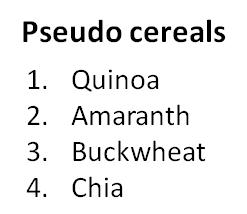 Pseudo cereals
1. Quinoa
2. Amaranth
3. Buckwheat
4. Chia